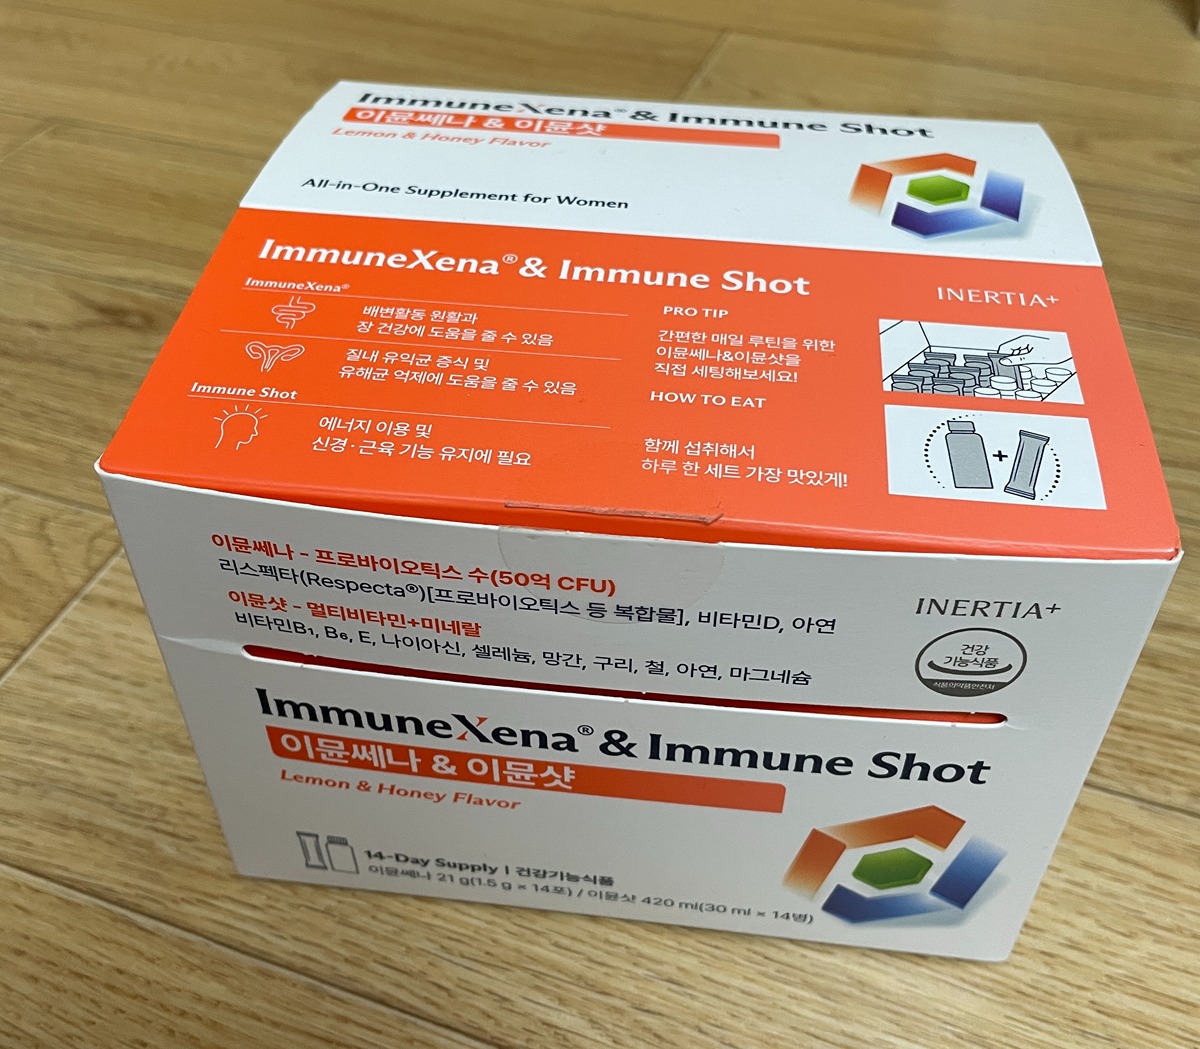 ImmuneXena® & Immune Shot
이뮨쎄나 & 이뮨샷
Lemon & Honey Flavor
All-in-One Supplement for Women
ImmuneXena® & Immune Shot
INERTIA+
ImmuneXena®
배변활동 원활과
장 건강에 도움을 줄 수 있음
질내 유익균 증식 및
유해균 억제에 도움을 줄 수 있음
Immune Shot
에너지 이용 및
신경·근육 기능 유지에 필요
PRO TIP
간편한 매일 루틴을 위한
이뮨쎄나&이뮨샷을
직접 세팅해보세요!
HOW TO EAT
함께 섭취해서
하루 한 세트 가장 맛있게!
+
이뮨쎄나 - 프로바이오틱스 수(50억 CFU)
리스펙타(Respecta®)[프로바이오틱스 등 복합물], 비타민D, 아연
이뮨샷 - 멀티비타민+미네랄
비타민B₁, B₆, E, 나이아신, 셀레늄, 망간, 구리, 철, 아연, 마그네슘
INERTIA+
건강
기능식품
식품의약품안전처
ImmuneXena® & Immune Shot
이뮨쎄나 & 이뮨샷
Lemon & Honey Flavor
14-Day Supply | 건강기능식품
이뮨쎄나 21 g(1.5 g × 14포) / 이뮨샷 420 ml(30 ml × 14병)